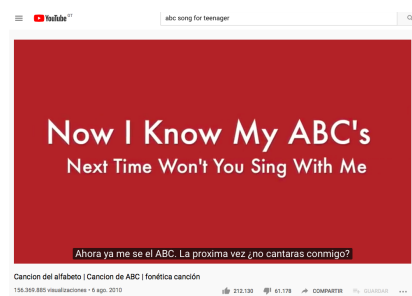 YouTube GT
abc song for teenager
Now I Know My ABC's
Next Time Won't You Sing With Me
Ahora ya me se el ABC. La proxima vez ¿no cantaras conmigo?
Cancion del alfabeto | Cancion de ABC | fonética canción
156.369.885 visualizaciones • 6 ago. 2010
212.130 61.178 COMPARTIR GUARDAR